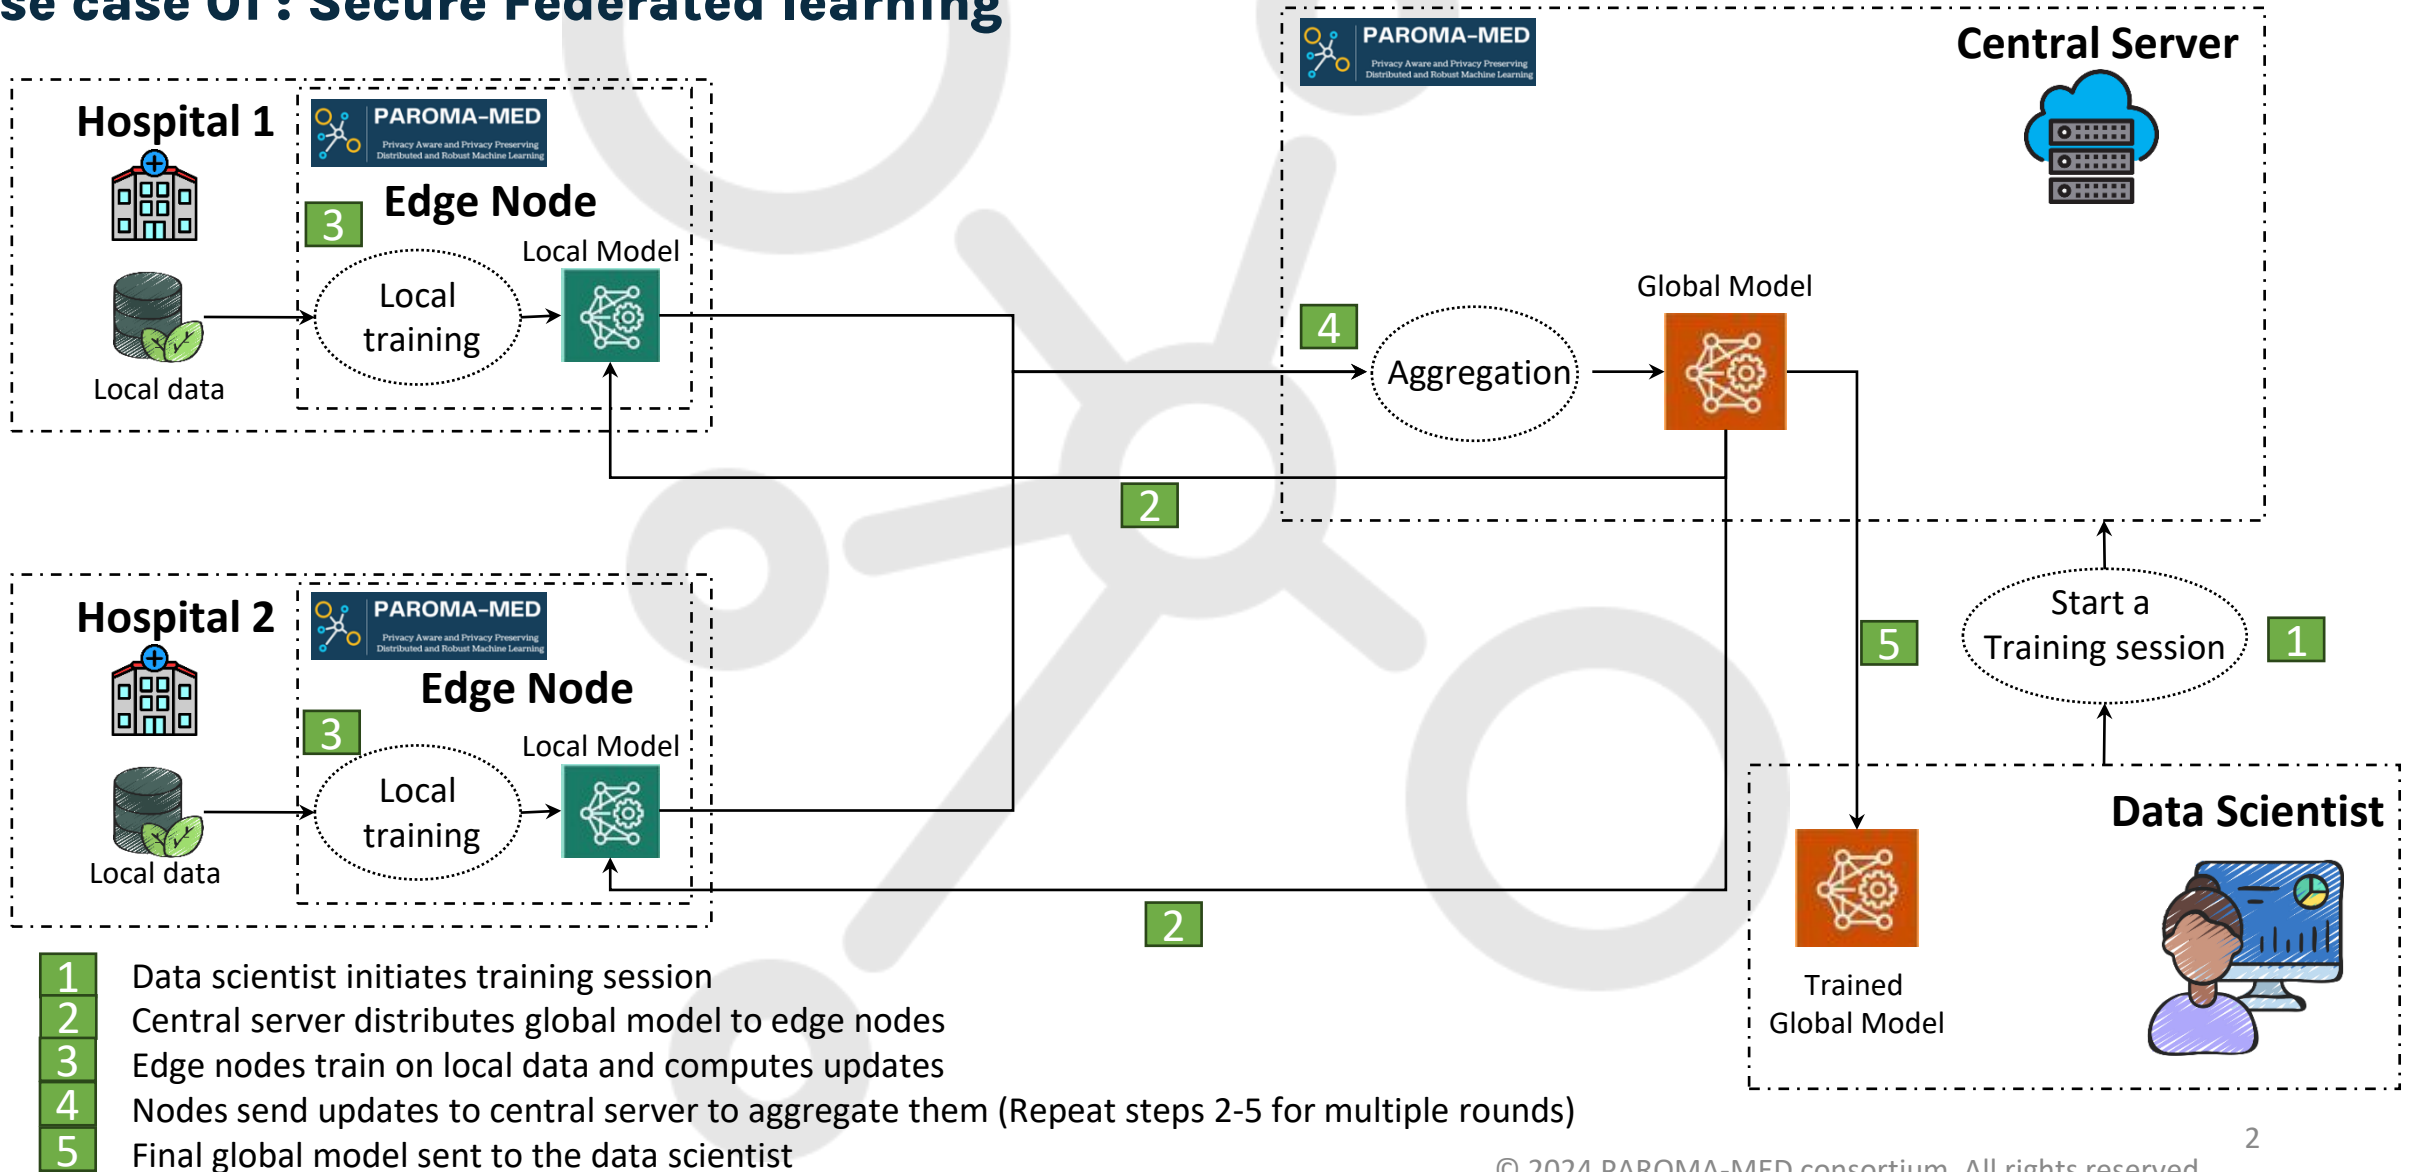 se case 01: Secure Federated learning
PAROMA-MED
Privacy Aware and Privacy Preserving
Distributed and Robust Machine Learning
Central Server
Hospital 1
PAROMA-MED
Privacy Aware and Privacy Preserving
Distributed and Robust Machine Learning
Edge Node
3
Local Model
Local
training
Local data
Global Model
4
Aggregation
2
Hospital 2
PAROMA-MED
Privacy Aware and Privacy Preserving
Distributed and Robust Machine Learning
Edge Node
3
Local Model
Local
training
Local data
2
Start a
Training session
1
5
Data Scientist
Trained
Global Model
1 Data scientist initiates training session
2 Central server distributes global model to edge nodes
3 Edge nodes train on local data and computes updates
4 Nodes send updates to central server to aggregate them (Repeat steps 2-5 for multiple rounds)
5 Final global model sent to the data scientist
2
© 2024 PAROMA-MED consortium. All rights reserved